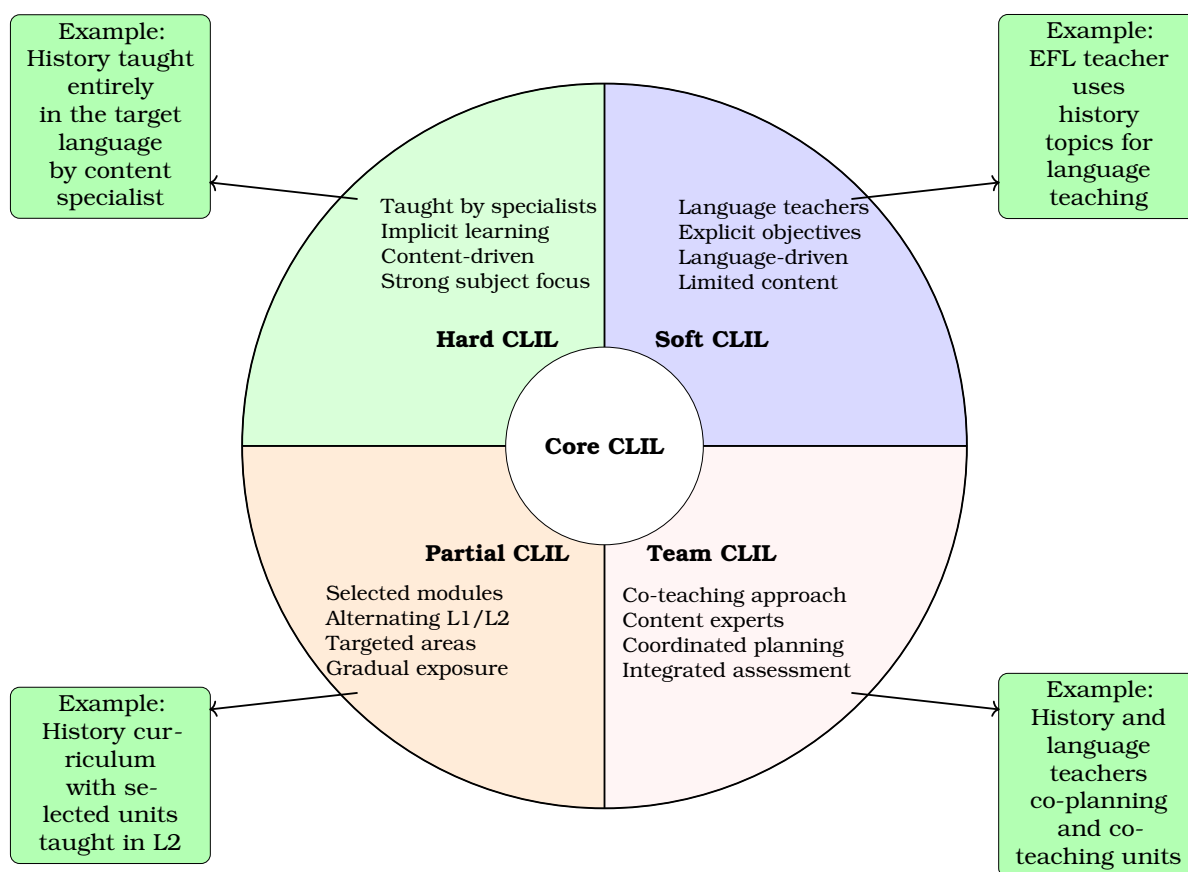 Example:
History taught
entirely
in the target
language
by content
specialist
Example:
EFL teacher
uses
history
topics for
language
teaching
Taught by specialists
Implicit learning
Content-driven
Strong subject focus
Hard CLIL
Language teachers
Explicit objectives
Language-driven
Limited content
Soft CLIL
Core CLIL
Partial CLIL
Selected modules
Alternating L1/L2
Targeted areas
Gradual exposure
Team CLIL
Co-teaching approach
Content experts
Coordinated planning
Integrated assessment
Example:
History cur-
riculum
with se-
lected units
taught in L2
Example:
History and
language
teachers
co-planning
and co-
teaching units